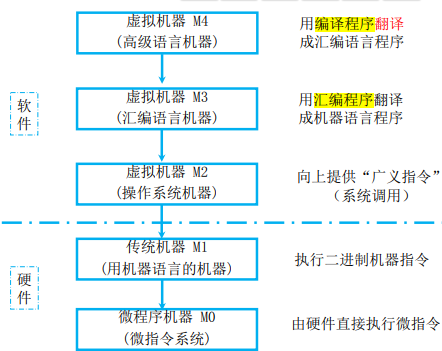 虚拟机器 M4
(高级语言机器)
用编译程序翻译
成汇编语言程序
软
件
虚拟机器 M3
(汇编语言机器)
用汇编程序翻译
成机器语言程序
虚拟机器 M2
(操作系统机器)
向上提供“广义指令”
（系统调用）
传统机器 M1
(用机器语言的机器)
执行二进制机器指令
硬
件
微程序机器 M0
(微指令系统)
由硬件直接执行微指令